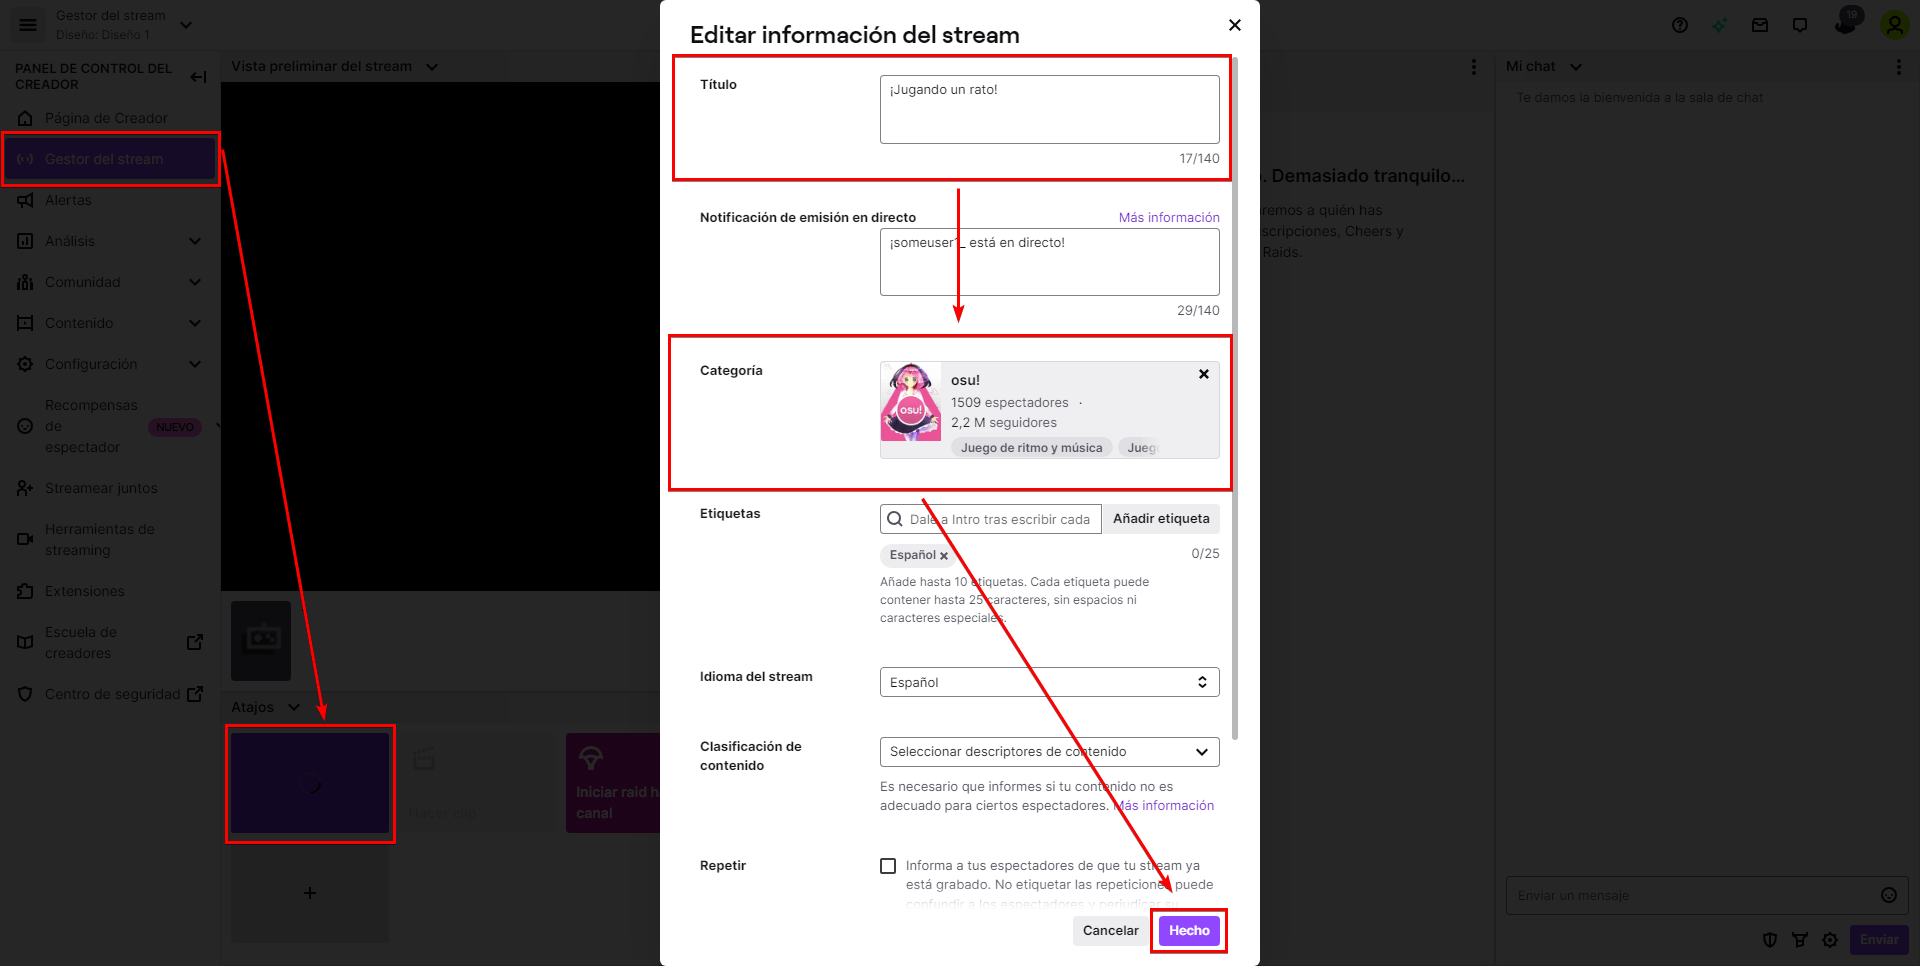 Gestor del stream
Diseño: Diseño 1
19
PANEL DE CONTROL DEL
CREADOR
Página de Creador
Gestor del stream
Alertas
Análisis
Comunidad
Contenido
Configuración
Recompensas
de
espectador
NUEVO
Streamear juntos
Herramientas de
streaming
Extensiones
Escuela de
creadores
Centro de seguridad
Vista preliminar del stream
Atajos
Hacer clip
Iniciar raid h
canal
+
Editar información del stream
Título
¡Jugando un rato!
17/140
Notificación de emisión en directo
Más información
¡someuser1_ está en directo!
29/140
Categoría
osu!
osu!
1509 espectadores ·
2,2 M seguidores
Juego de ritmo y música
Jueg
Etiquetas
Dale a Intro tras escribir cada
Añadir etiqueta
Español
0/25
Añade hasta 10 etiquetas. Cada etiqueta puede
contener hasta 25 caracteres, sin espacios ni
caracteres especiales.
Idioma del stream
Español
Clasificación de
contenido
Seleccionar descriptores de contenido
Es necesario que informes si tu contenido no es
adecuado para ciertos espectadores. Más información
Repetir
Informa a tus espectadores de que tu stream ya
está grabado. No etiquetar las repeticiones puede
confundir a los espectadores y perjudicar su
Cancelar
Hecho
. Demasiado tranquilo...
remos a quién has
scripciones, Cheers y
Raids.
Mi chat
Te damos la bienvenida a la sala de chat
Enviar un mensaje
Enviar